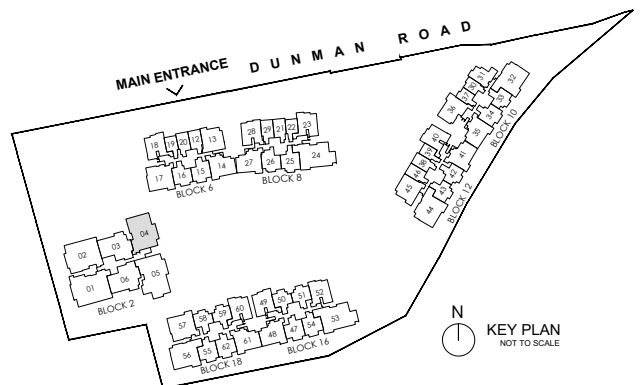 DUNMAN ROAD
MAIN ENTRANCE
18 19 20 12 13
28 29 21 22 23
17 16 15 14 27 26 25 24
BLOCK 6
BLOCK 8
31
30
37
32
33
36
34
35
BLOCK 10
40
39
38
41
46
42
45
43
44
BLOCK 12
04
03
02
01
06
05
BLOCK 2
57 58 59 60
49 50 51 52
56 55 62 61 48 47 54 53
BLOCK 18
BLOCK 16
N
KEY PLAN
NOT TO SCALE